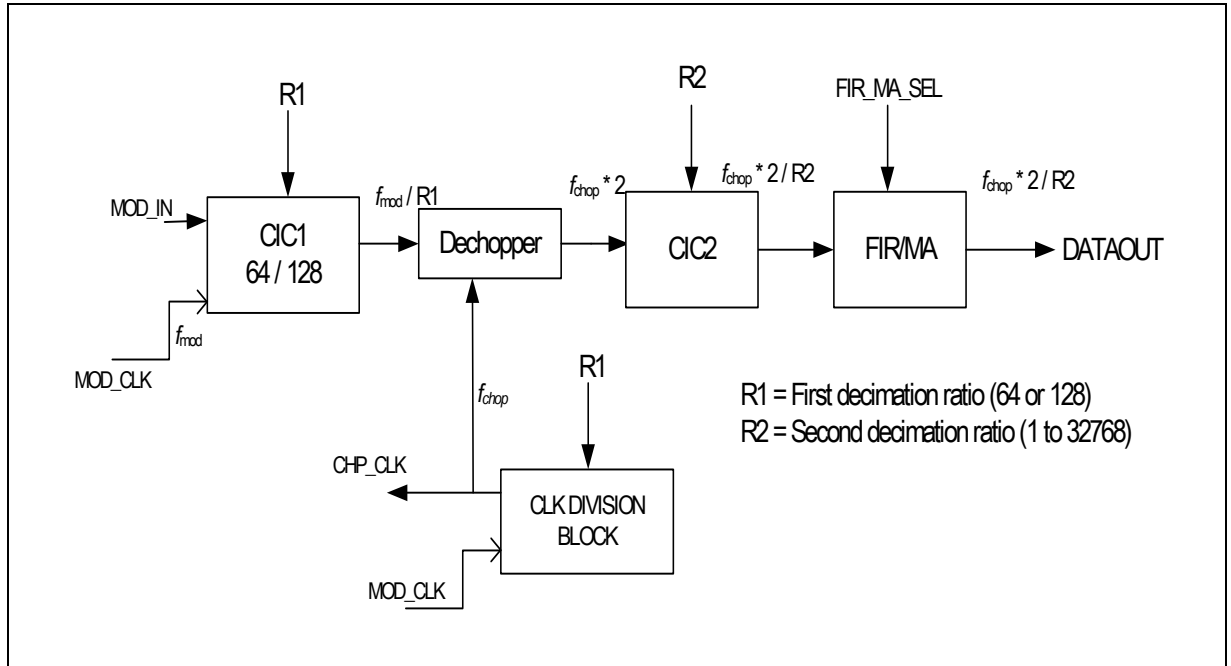 R1
R2
FIR_MA_SEL
MOD_IN
CIC1
64 / 128
fmod / R1
Dechopper
fchop * 2
CIC2
fchop * 2 / R2
FIR/MA
fchop * 2 / R2
DATAOUT
fmod
MOD_CLK
fchop
R1
R1 = First decimation ratio (64 or 128)
R2 = Second decimation ratio (1 to 32768)
CHP_CLK
CLK DIVISION
BLOCK
MOD_CLK